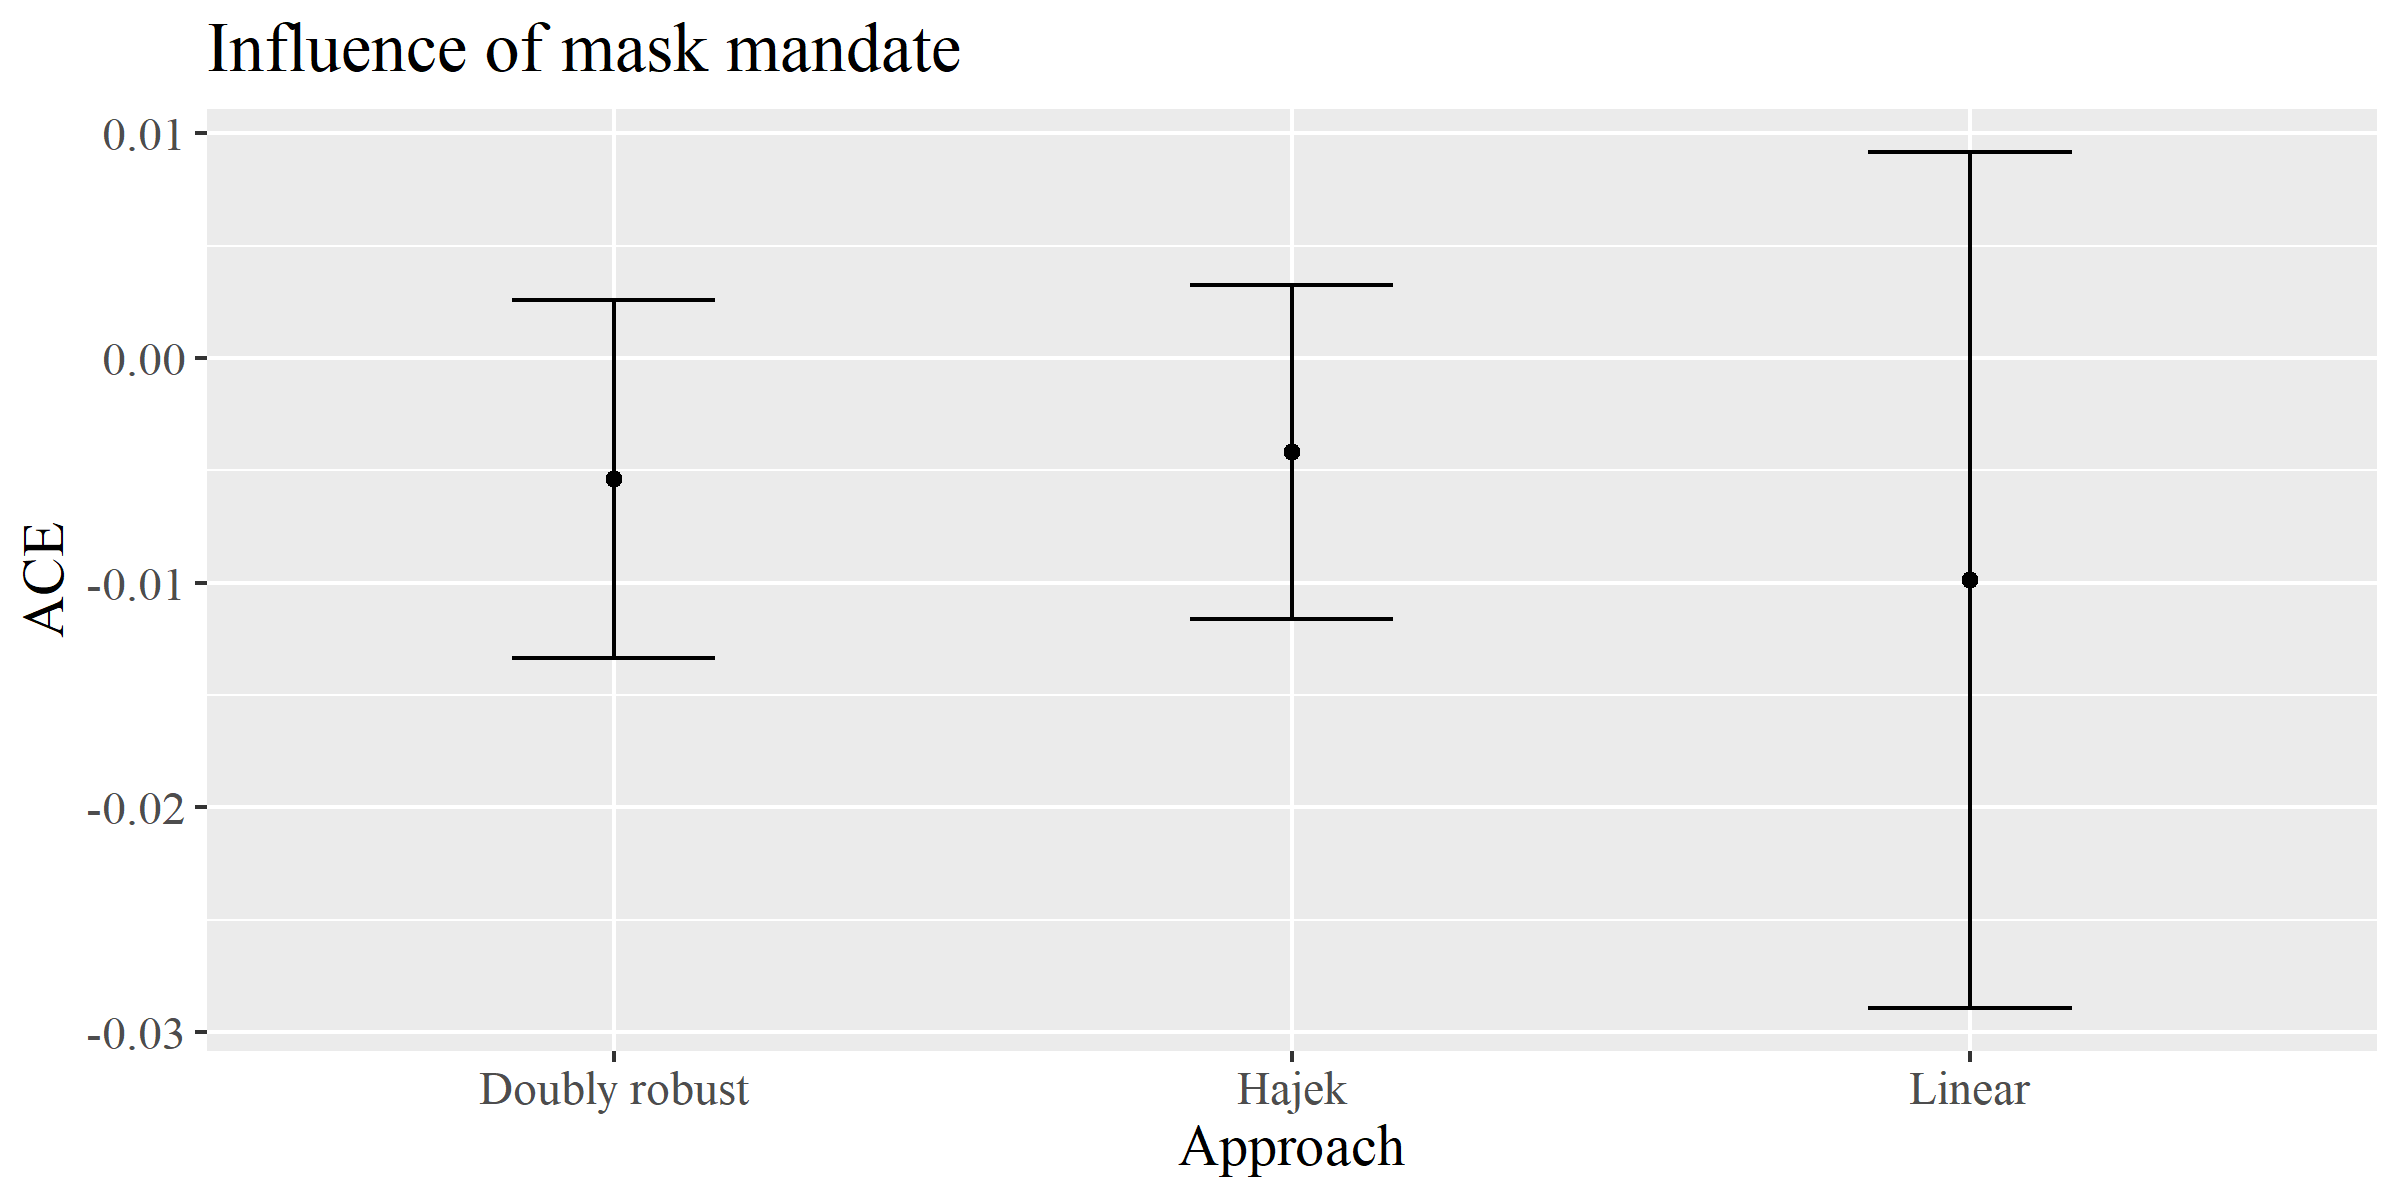 Influence of mask mandate
ACE
0.01
0.00
-0.01
-0.02
-0.03
Doubly robust
Hajek
Linear
Approach